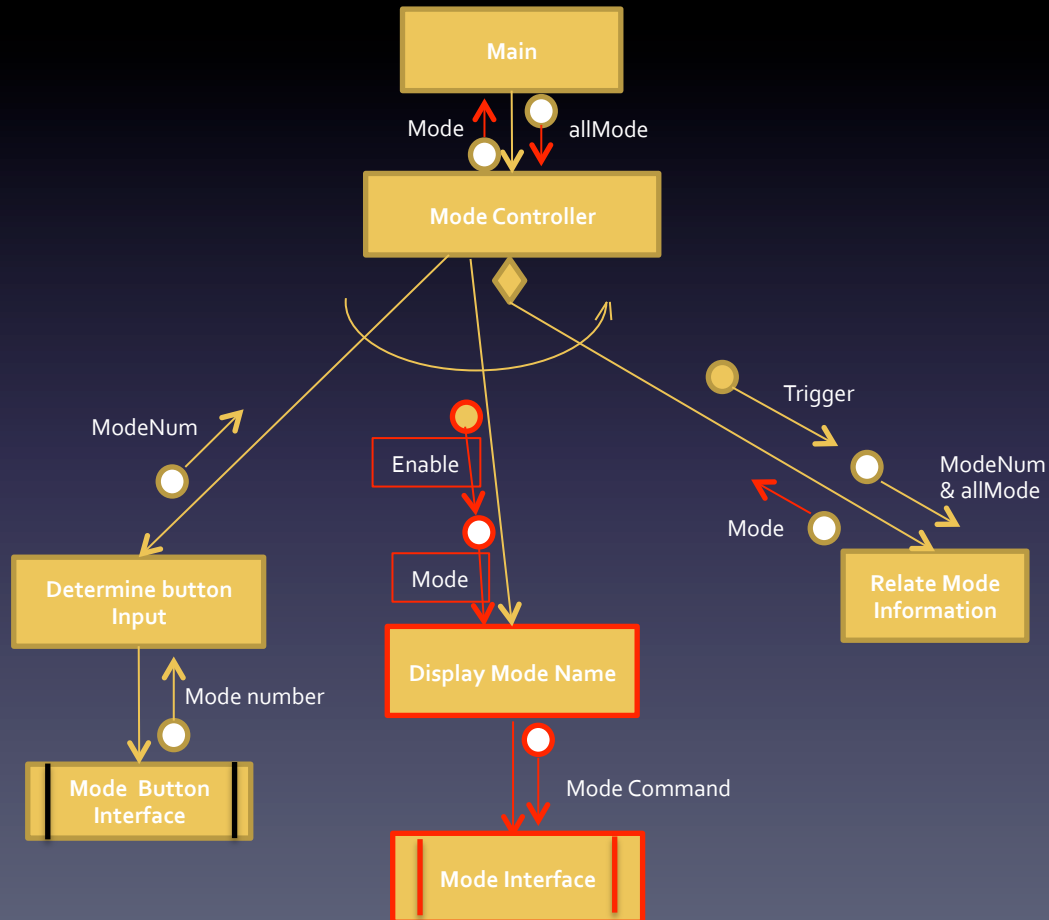 Main
Mode
allMode
Mode Controller
ModeNum
Trigger
Enable
ModeNum
& allMode
Mode
Mode
Determine button
Input
Relate Mode
Information
Display Mode Name
Mode number
Mode Button
Interface
Mode Command
Mode Interface